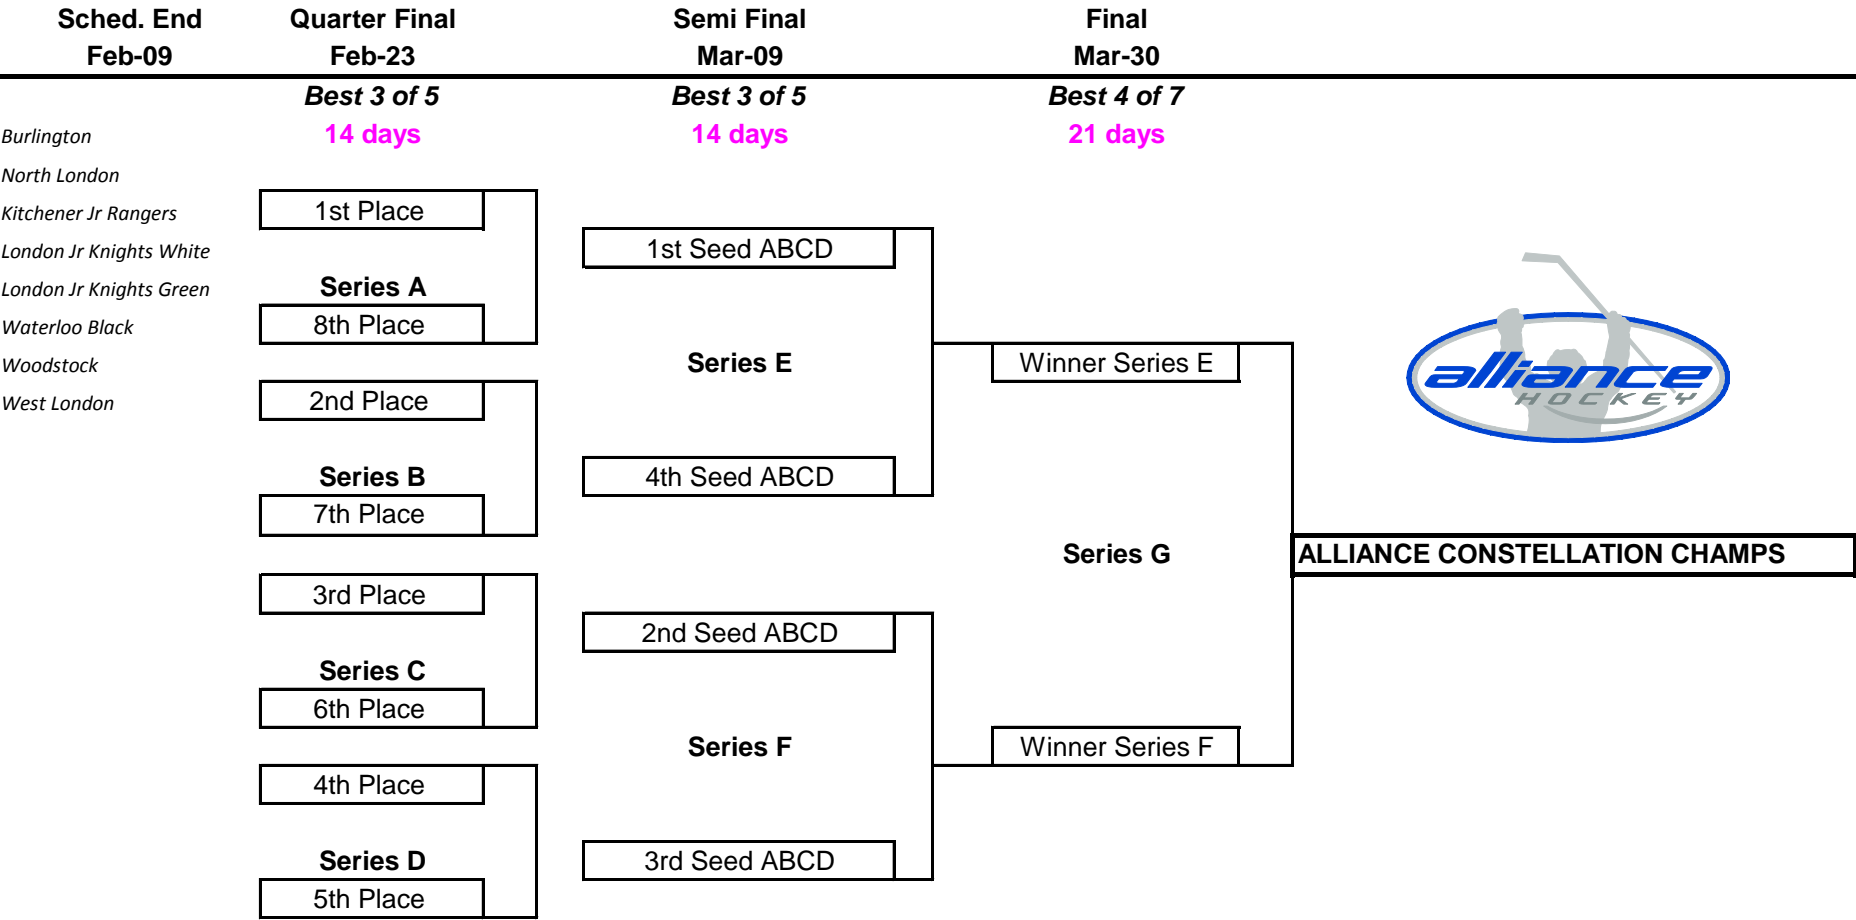 Sched. End Quarter Final Semi Final Final
Feb-09 Feb-23 Mar-09 Mar-30
Best 3 of 5 Best 3 of 5 Best 4 of 7
Burlington 14 days 14 days 21 days
North London
Kitchener Jr Rangers 1st Place
London Jr Knights White 1st Seed ABCD
London Jr Knights Green Series A
Waterloo Black 8th Place
Woodstock Series E Winner Series E
alliance
HOCKEY
West London 2nd Place
Series B 4th Seed ABCD
7th Place
Series G ALLIANCE CONSTELLATION CHAMPS
3rd Place
2nd Seed ABCD
Series C
6th Place
Series F Winner Series F
4th Place
Series D 3rd Seed ABCD
5th Place